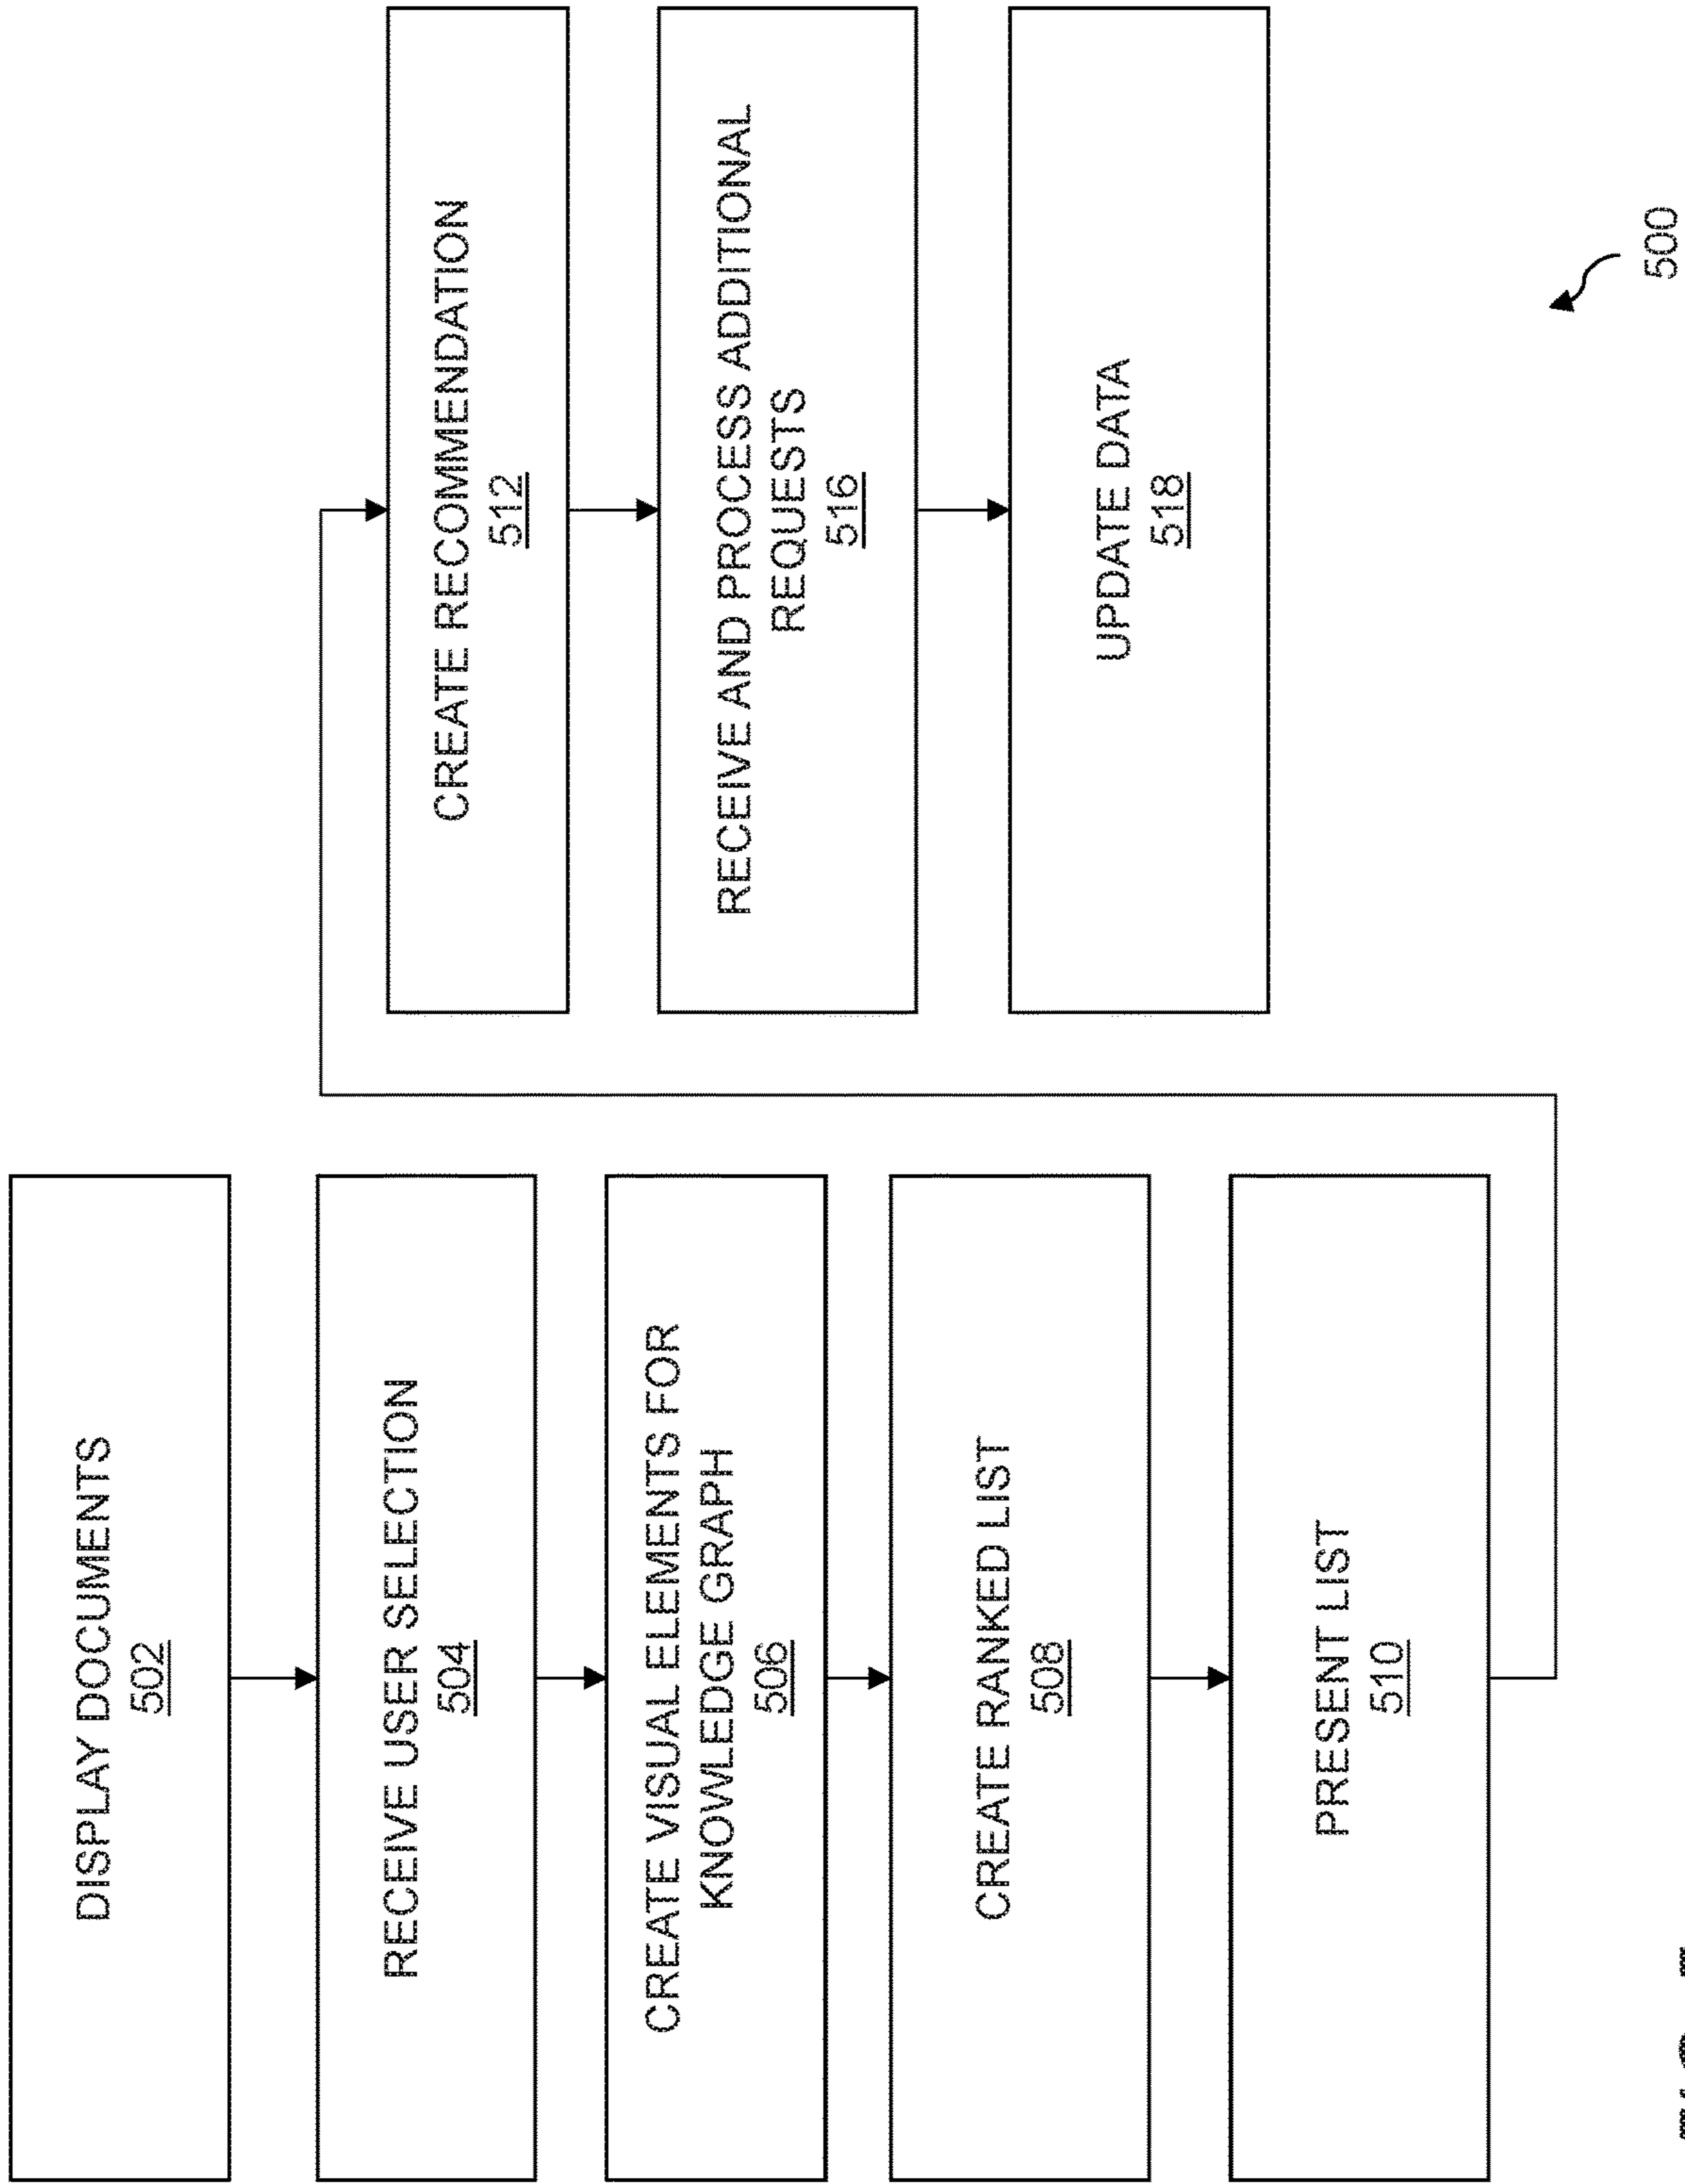 DISPLAY DOCUMENTS
502
RECEIVE USER SELECTION
504
CREATE VISUAL ELEMENTS FOR
KNOWLEDGE GRAPH
506
CREATE RANKED LIST
508
PRESENT LIST
510
CREATE RECOMMENDATION
512
RECEIVE AND PROCESS ADDITIONAL
REQUESTS
516
UPDATE DATA
518
500